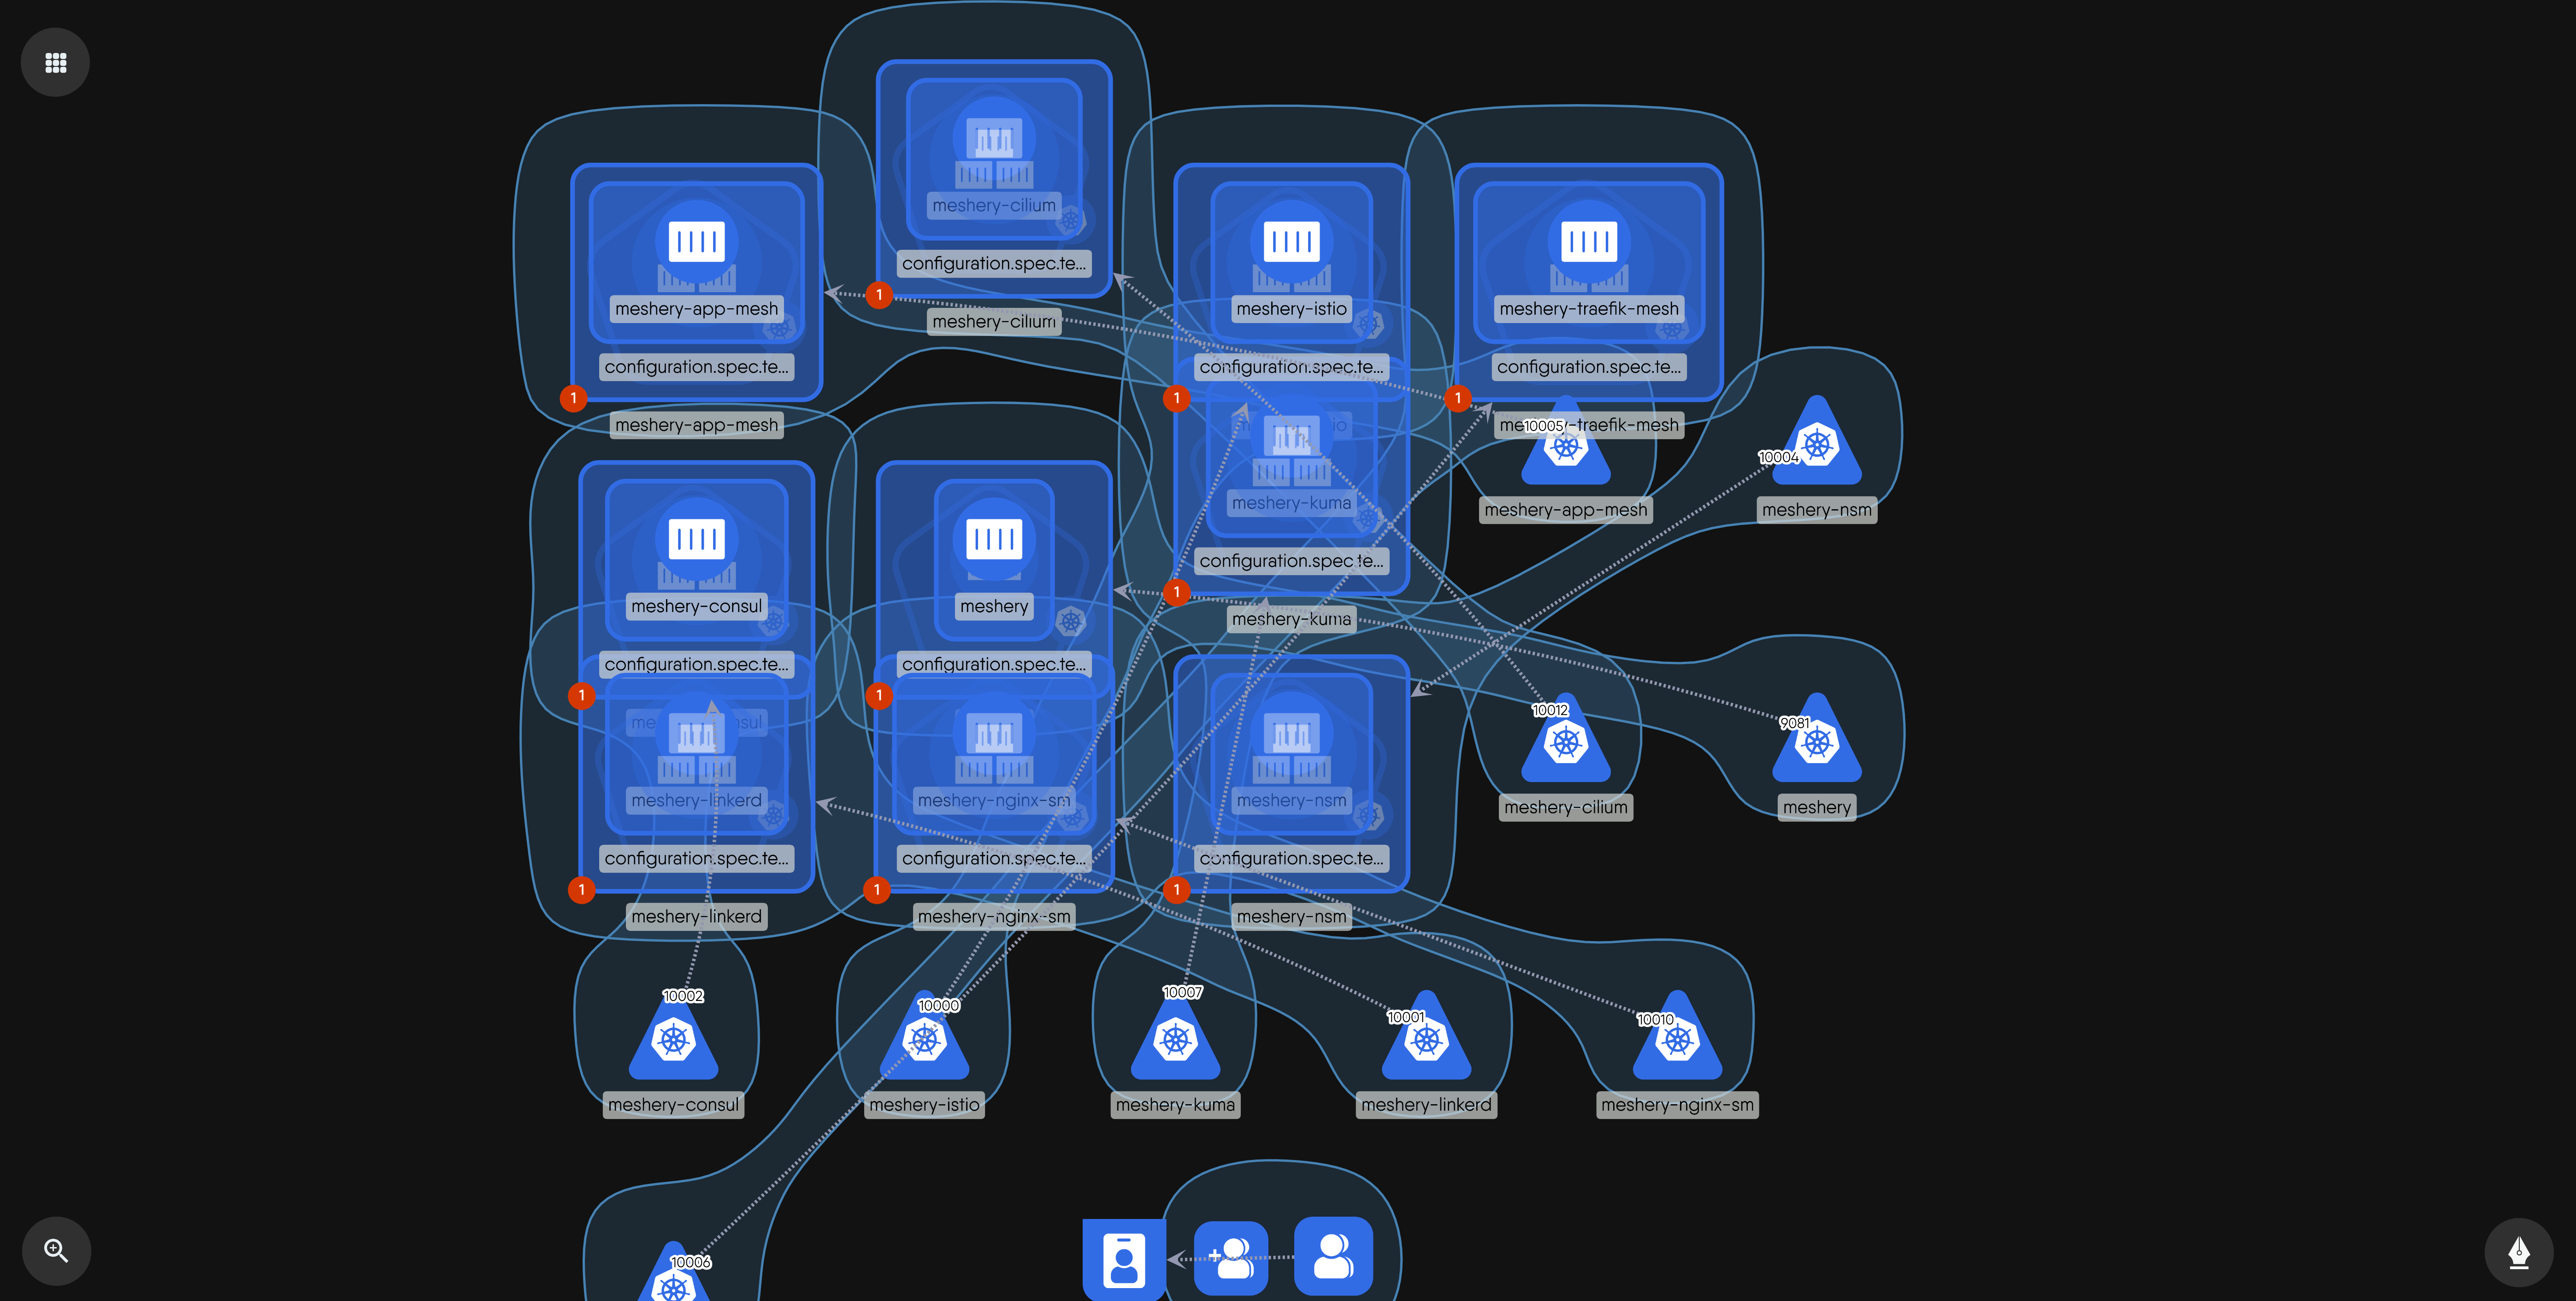 meshery-cilium
configuration.spec.te...
1
meshery-cilium
meshery-app-mesh
configuration.spec.te...
1
meshery-app-mesh
meshery-istio
configuration.spec.te...
1
meshery-traefik-mesh
configuration.spec.te...
1
meshery-traefik-mesh
10005
meshery-app-mesh
10004
meshery-nsm
meshery-kuma
configuration.spec.te...
1
meshery-kuma
meshery-consul
configuration.spec.te...
1
meshery
configuration.spec.te...
1
meshery-linkerd
configuration.spec.te...
1
meshery-linkerd
meshery-nginx-sm
configuration.spec.te...
1
meshery-nginx-sm
meshery-nsm
configuration.spec.te...
1
meshery-nsm
10012
meshery-cilium
9081
meshery
10002
meshery-consul
10000
meshery-istio
10007
meshery-kuma
10001
meshery-linkerd
10010
meshery-nginx-sm
10006